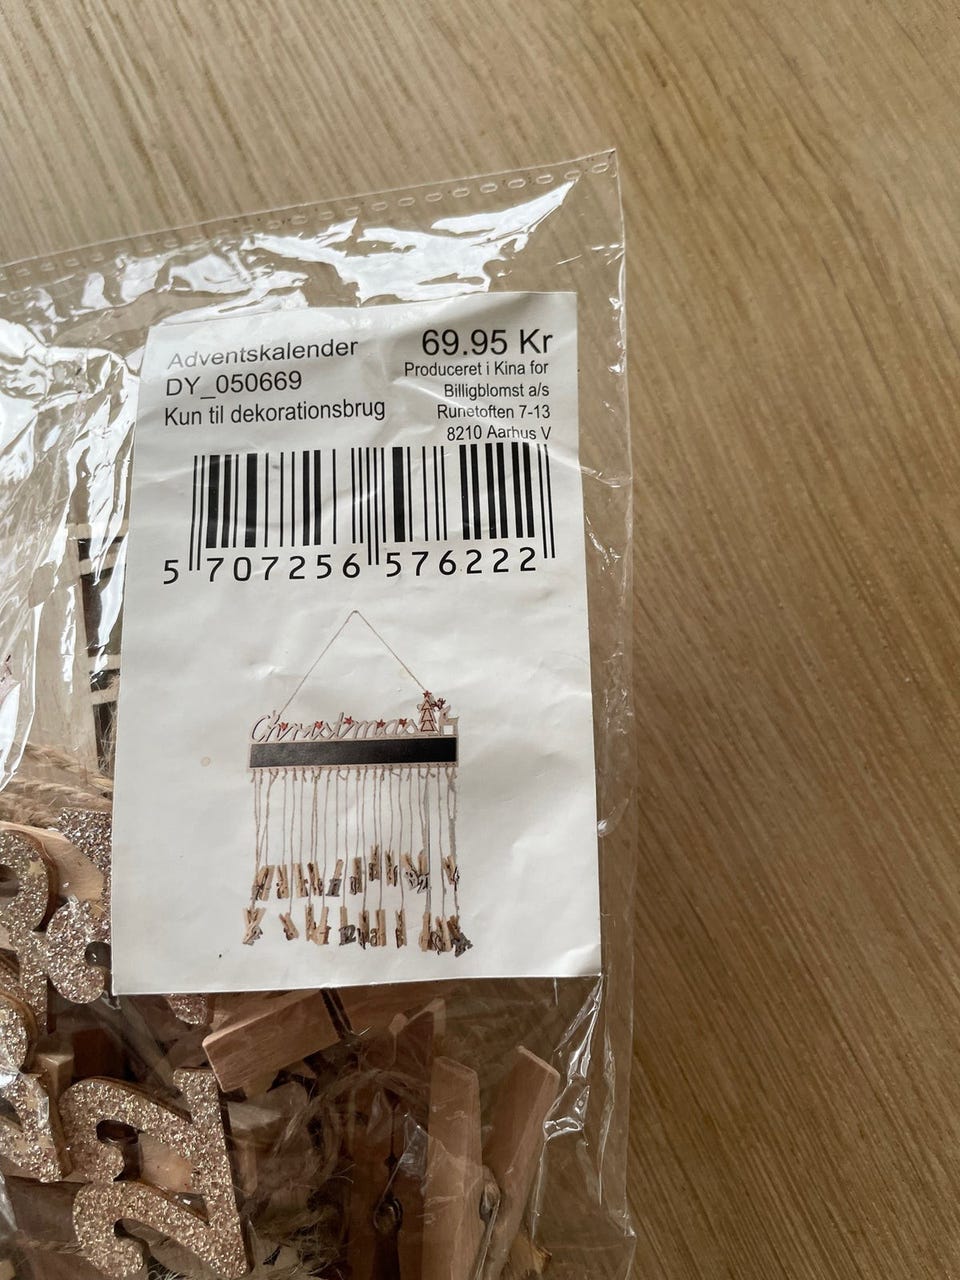 Adventskalender
DY_050669
Kun til dekorationsbrug
69.95 Kr
Produceret i Kina for
Billigblomst a/s
Runetoften 7-13
8210 Aarhus V
5 707256 576222
Christmas
2